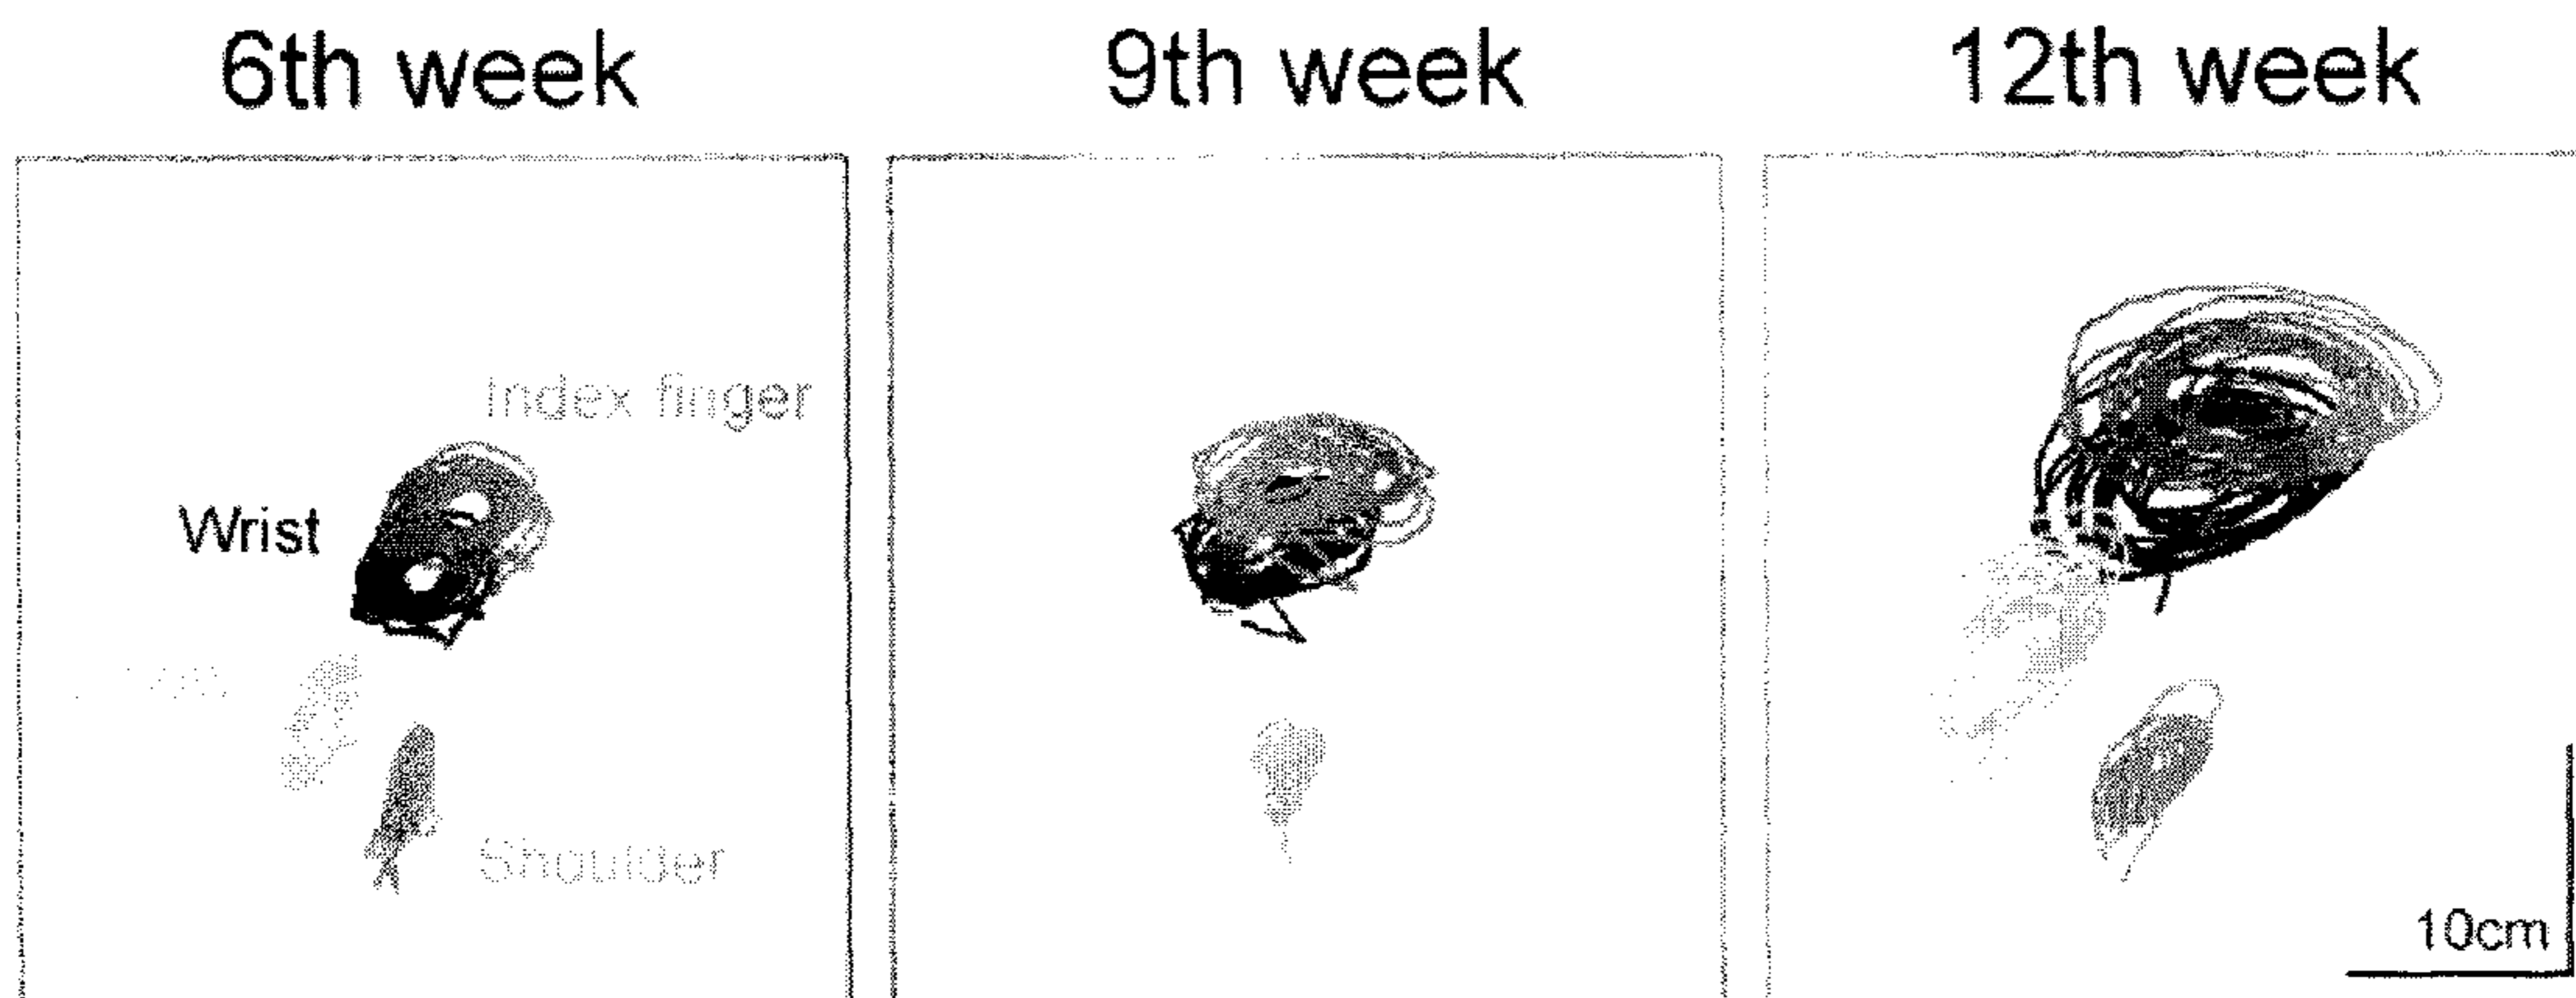 6th week
9th week
12th week
Index finger
Wrist
Shoulder
10cm